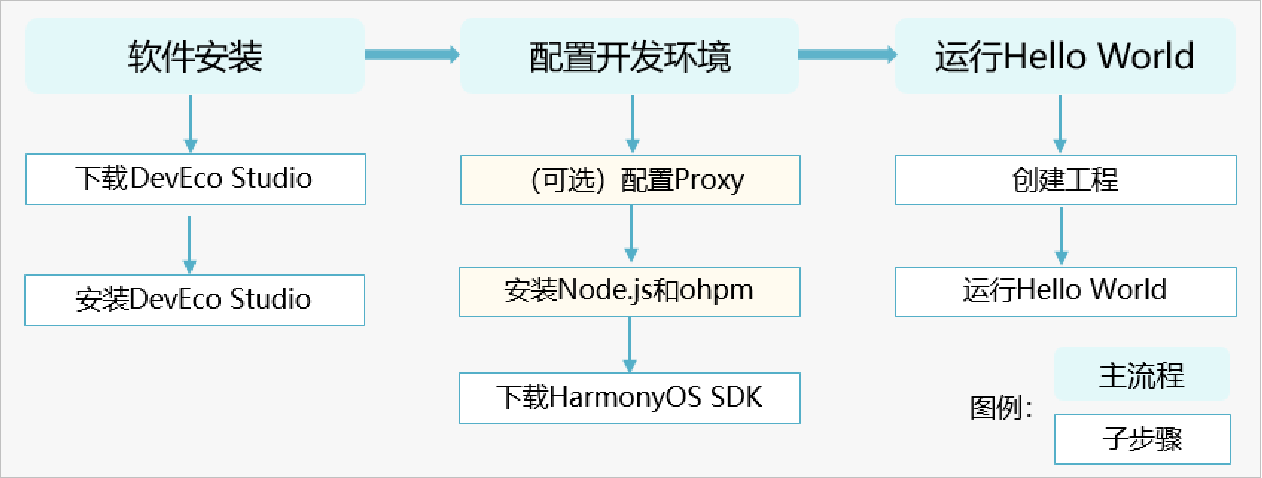 软件安装
配置开发环境
运行Hello World
下载DevEco Studio
（可选）配置Proxy
创建工程
安装DevEco Studio
安装Node.js和ohpm
运行Hello World
下载HarmonyOS SDK
图例：
主流程
子步骤